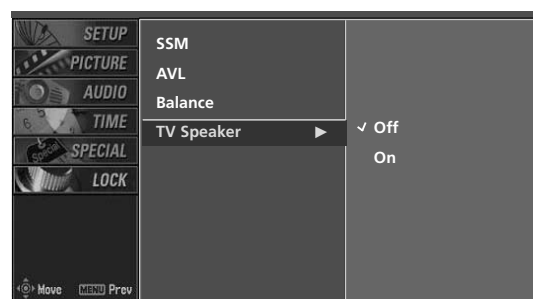 SETUP
PICTURE
AUDIO
TIME
SPECIAL
LOCK
Move MENU Prev
SSM
AVL
Balance
TV Speaker ▶
✓ Off
On